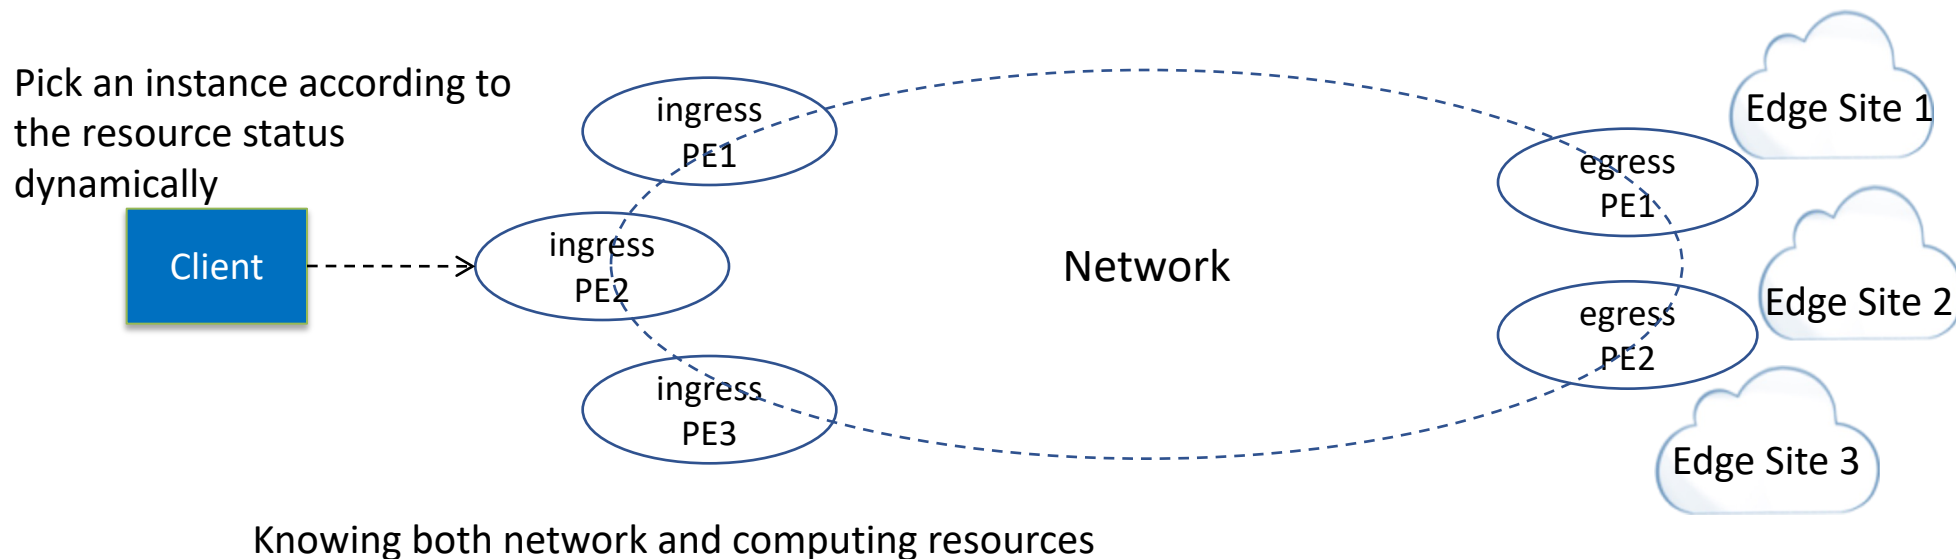 Pick an instance according to
the resource status
dynamically
Client
ingress
PE1
ingress
PE2
ingress
PE3
Network
egress
PE1
egress
PE2
Edge Site 1
Edge Site 2
Edge Site 3
Knowing both network and computing resources